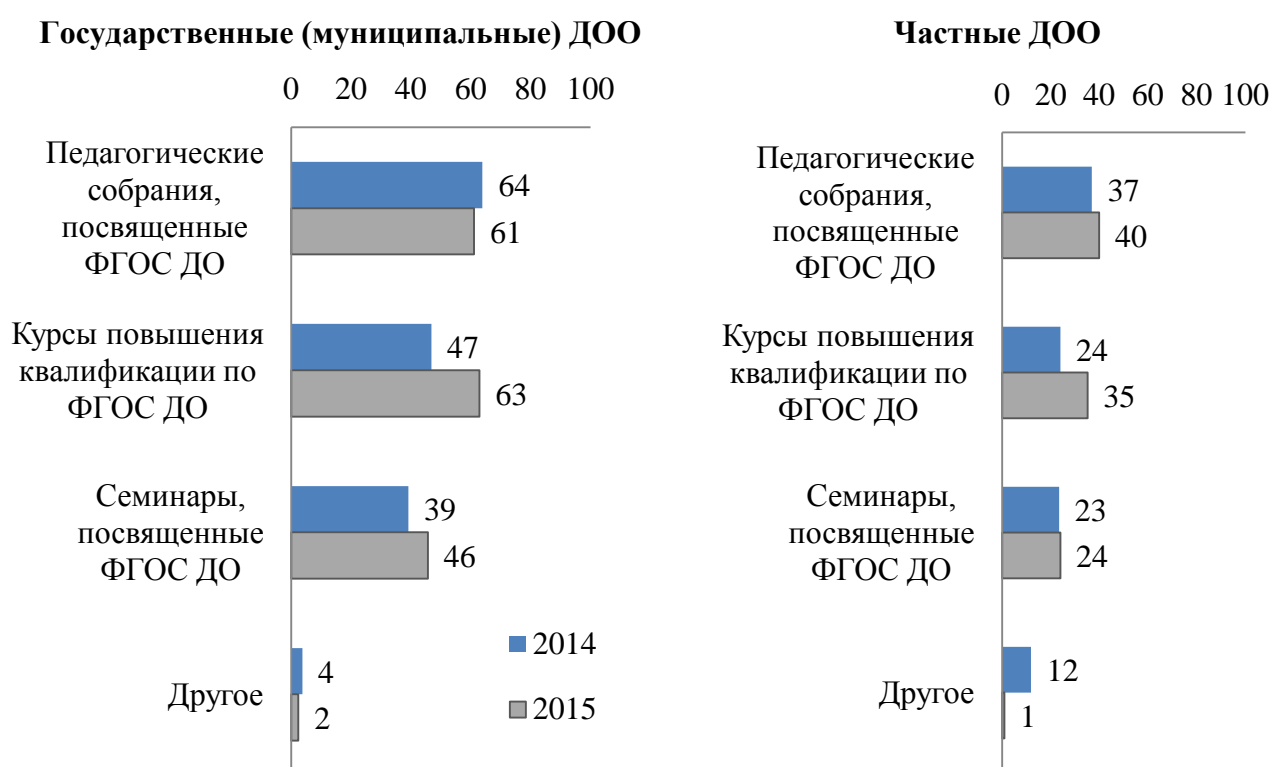 Государственные (муниципальные) ДОО
0 20 40 60 80 100
Педагогические
собрания,
посвященные
ФГОС ДО
64
61
Курсы повышения
квалификации по
ФГОС ДО
47
63
Семинары,
посвященные
ФГОС ДО
39
46
Другое
4
2
2014
2015
Частные ДОО
0 20 40 60 80 100
Педагогические
собрания,
посвященные
ФГОС ДО
37
40
Курсы повышения
квалификации по
ФГОС ДО
24
35
Семинары,
посвященные
ФГОС ДО
23
24
Другое
12
1